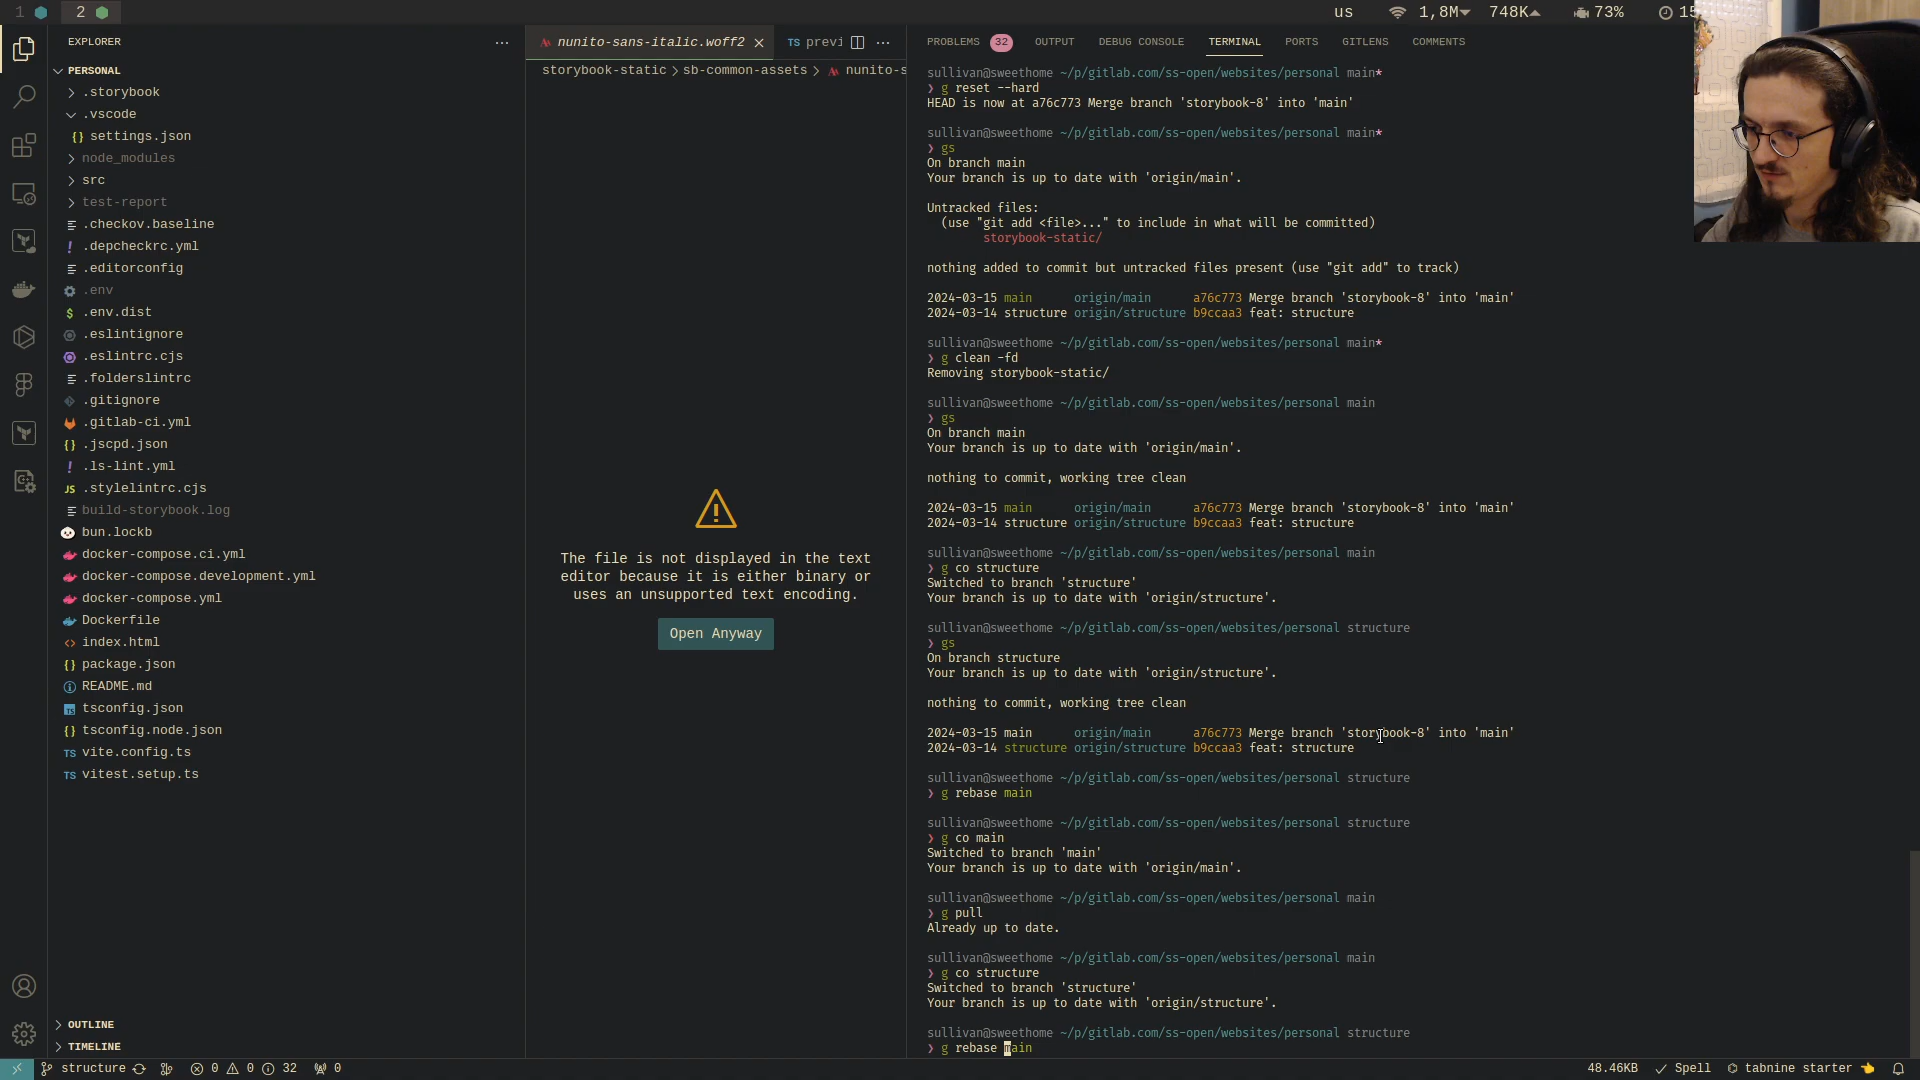 1 2 us 1,8M 748K 73% 15
EXPLORER
PERSONAL
.storybook
.vscode
settings.json
node_modules
src
test-report
.checkov.baseline
.depcheckrc.yml
.editorconfig
.env
.env.dist
.eslintignore
.eslintrc.cjs
.folderslintrc
.gitignore
.gitlab-ci.yml
.jscpd.json
.ls-lint.yml
.stylelintrc.cjs
build-storybook.log
bun.lockb
docker-compose.ci.yml
docker-compose.development.yml
docker-compose.yml
Dockerfile
index.html
package.json
README.md
tsconfig.json
tsconfig.node.json
TS vite.config.ts
TS vitest.setup.ts
OUTLINE
TIMELINE
nunito-sans-italic.woff2 TS previ
storybook-static > sb-common-assets > nunito-s
The file is not displayed in the text
editor because it is either binary or
uses an unsupported text encoding.
Open Anyway
PROBLEMS 32 OUTPUT DEBUG CONSOLE TERMINAL PORTS GITLENS COMMENTS
sullivan@sweethome ~/p/gitlab.com/ss-open/websites/personal main*
❯ g reset --hard
HEAD is now at a76c773 Merge branch 'storybook-8' into 'main'
sullivan@sweethome ~/p/gitlab.com/ss-open/websites/personal main*
❯ gs
On branch main
Your branch is up to date with 'origin/main'.
Untracked files:
(use "git add <file>..." to include in what will be committed)
storybook-static/
nothing added to commit but untracked files present (use "git add" to track)
2024-03-15 main origin/main a76c773 Merge branch 'storybook-8' into 'main'
2024-03-14 structure origin/structure b9ccaa3 feat: structure
sullivan@sweethome ~/p/gitlab.com/ss-open/websites/personal main*
❯ g clean -fd
Removing storybook-static/
sullivan@sweethome ~/p/gitlab.com/ss-open/websites/personal main
❯ gs
On branch main
Your branch is up to date with 'origin/main'.
nothing to commit, working tree clean
2024-03-15 main origin/main a76c773 Merge branch 'storybook-8' into 'main'
2024-03-14 structure origin/structure b9ccaa3 feat: structure
sullivan@sweethome ~/p/gitlab.com/ss-open/websites/personal main
❯ g co structure
Switched to branch 'structure'
Your branch is up to date with 'origin/structure'.
sullivan@sweethome ~/p/gitlab.com/ss-open/websites/personal structure
❯ gs
On branch structure
Your branch is up to date with 'origin/structure'.
nothing to commit, working tree clean
2024-03-15 main origin/main a76c773 Merge branch 'storybook-8' into 'main'
2024-03-14 structure origin/structure b9ccaa3 feat: structure
sullivan@sweethome ~/p/gitlab.com/ss-open/websites/personal structure
❯ g rebase main
sullivan@sweethome ~/p/gitlab.com/ss-open/websites/personal structure
❯ g co main
Switched to branch 'main'
Your branch is up to date with 'origin/main'.
sullivan@sweethome ~/p/gitlab.com/ss-open/websites/personal main
❯ g pull
Already up to date.
sullivan@sweethome ~/p/gitlab.com/ss-open/websites/personal main
❯ g co structure
Switched to branch 'structure'
Your branch is up to date with 'origin/structure'.
sullivan@sweethome ~/p/gitlab.com/ss-open/websites/personal structure
❯ g rebase main
structure 0 0 32 0 48.46KB Spell tabnine starter